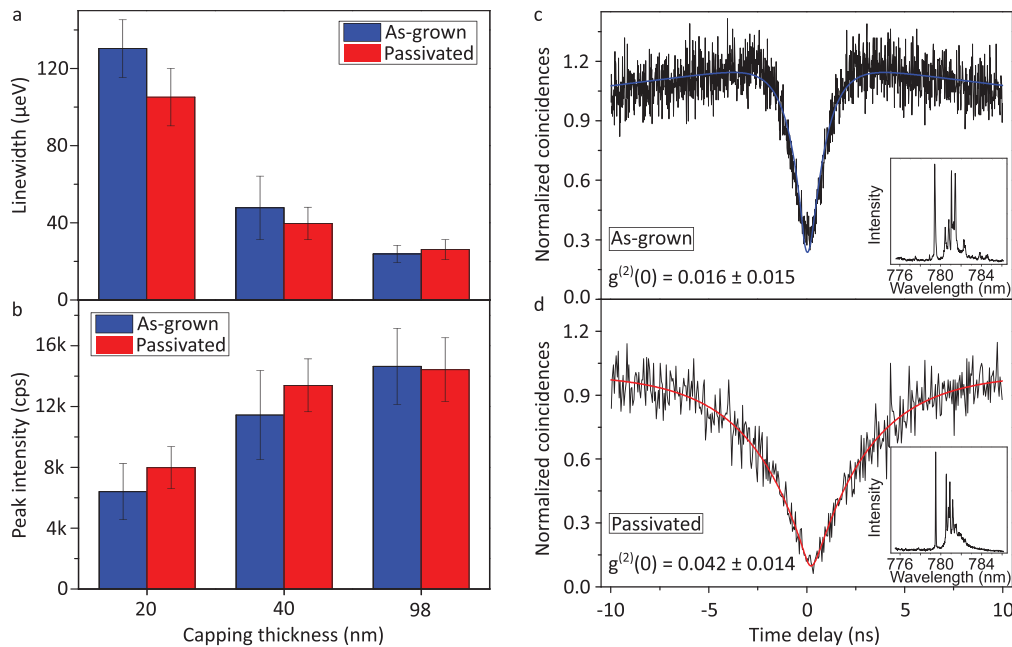 a
As-grown
Passivated
120
80
40
0
Linewidth (µeV)
b
As-grown
Passivated
16k
12k
8k
4k
0
Peak intensity (cps)
20 40 98
Capping thickness (nm)
c
1.2
0.9
0.6
0.3
0.0
Normalized coincidences
As-grown
g(2)(0) = 0.016 ± 0.015
Intensity
776 780 784
Wavelength (nm)
d
1.2
0.9
0.6
0.3
0.0
Normalized coincidences
Passivated
g(2)(0) = 0.042 ± 0.014
Intensity
776 780 784
Wavelength (nm)
-10 -5 0 5 10
Time delay (ns)